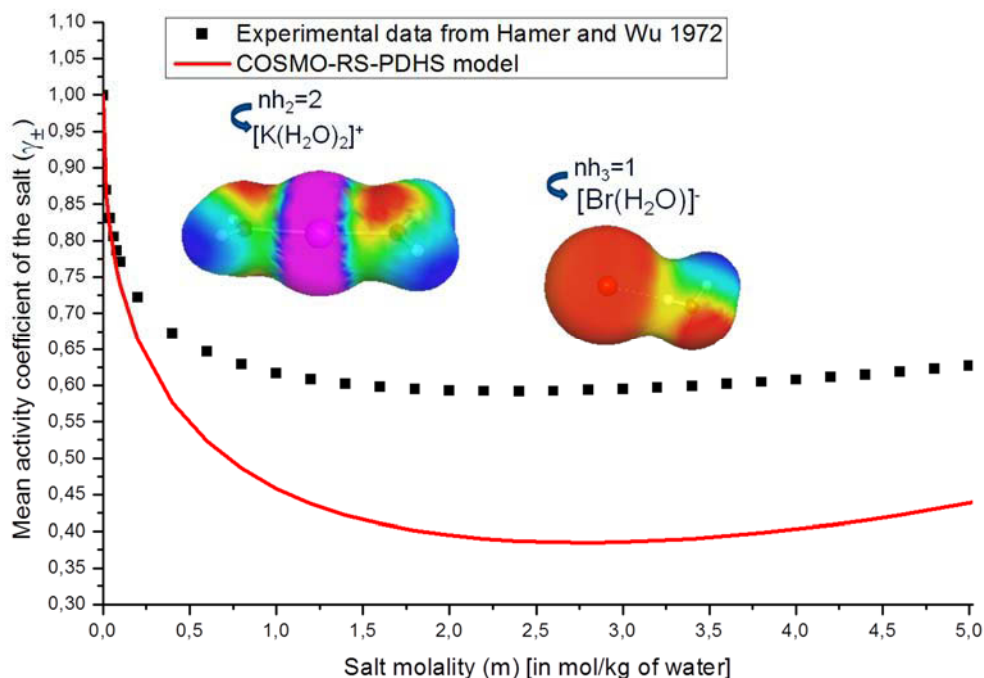 Experimental data from Hamer and Wu 1972
COSMO-RS-PDHS model
nh₂=2
[K(H₂O)₂]⁺
nh₃=1
[Br(H₂O)]⁻
Mean activity coefficient of the salt (γ±)
1,10
1,05
1,00
0,95
0,90
0,85
0,80
0,75
0,70
0,65
0,60
0,55
0,50
0,45
0,40
0,35
0,30
0,0 0,5 1,0 1,5 2,0 2,5 3,0 3,5 4,0 4,5 5,0
Salt molality (m) [in mol/kg of water]